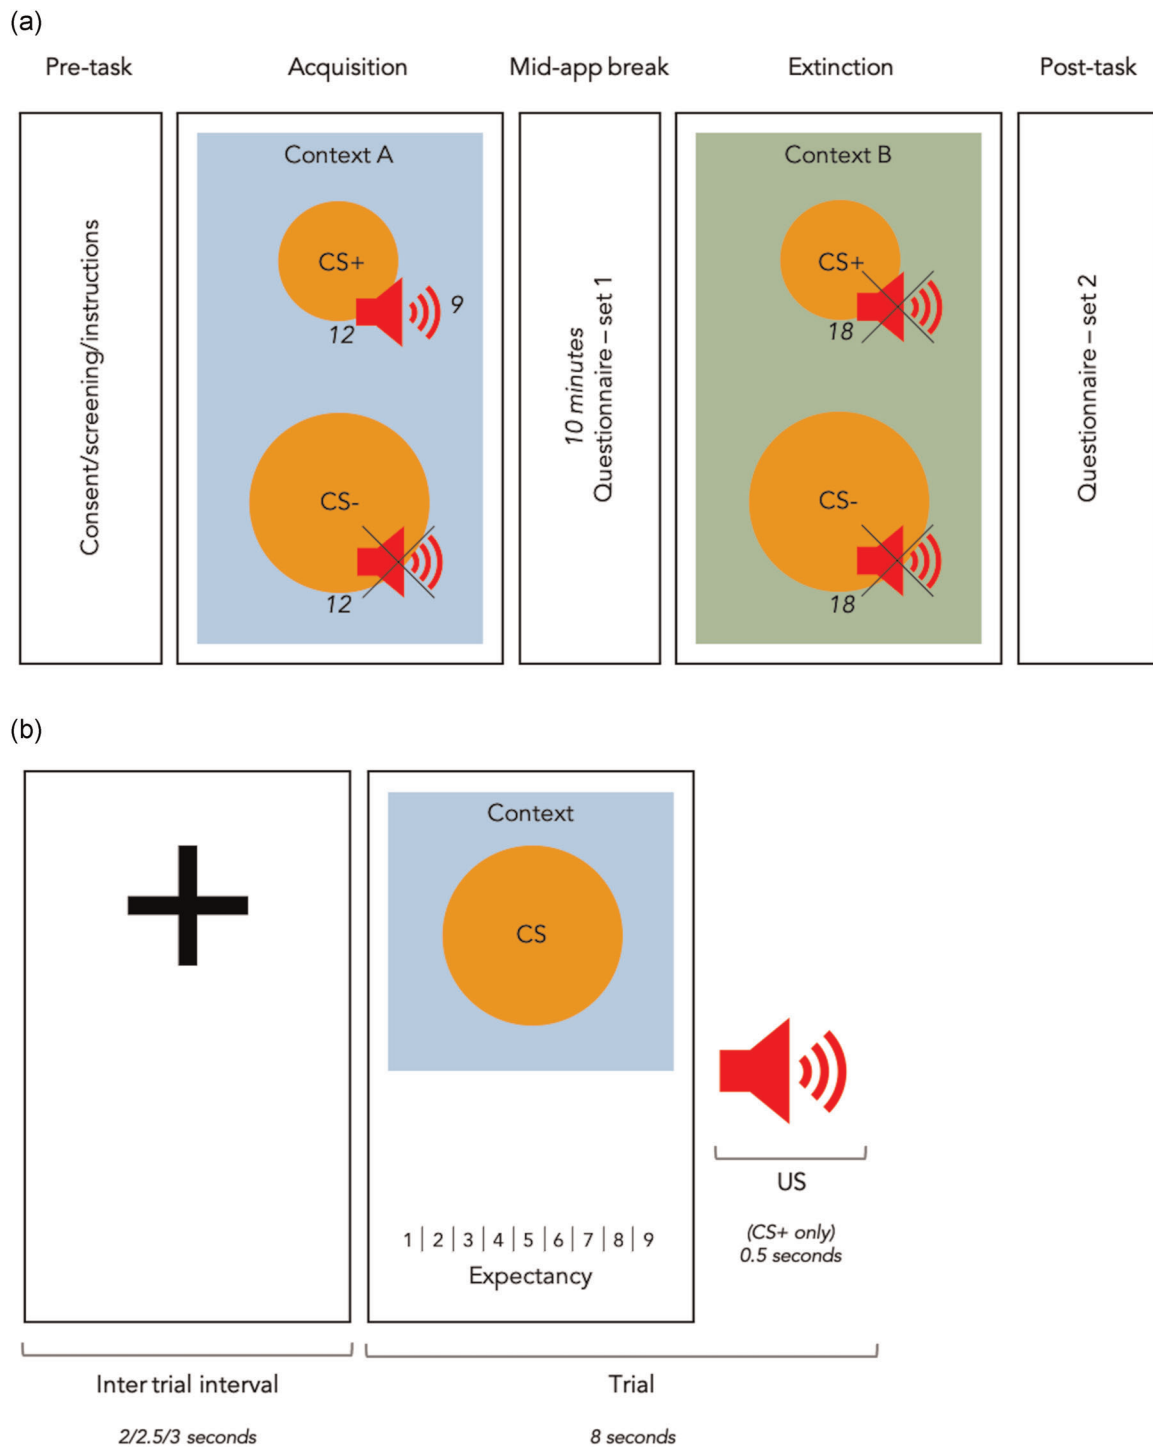 (a)
Pre-task
Acquisition
Mid-app break
Extinction
Post-task
Consent/screening/instructions
Context A
CS+
9
12
CS-
12
10 minutes
Questionnaire – set 1
Context B
CS+
18
CS-
18
Questionnaire – set 2
(b)
Context
CS
1 | 2 | 3 | 4 | 5 | 6 | 7 | 8 | 9
Expectancy
US
(CS+ only)
0.5 seconds
Inter trial interval
2/2.5/3 seconds
Trial
8 seconds